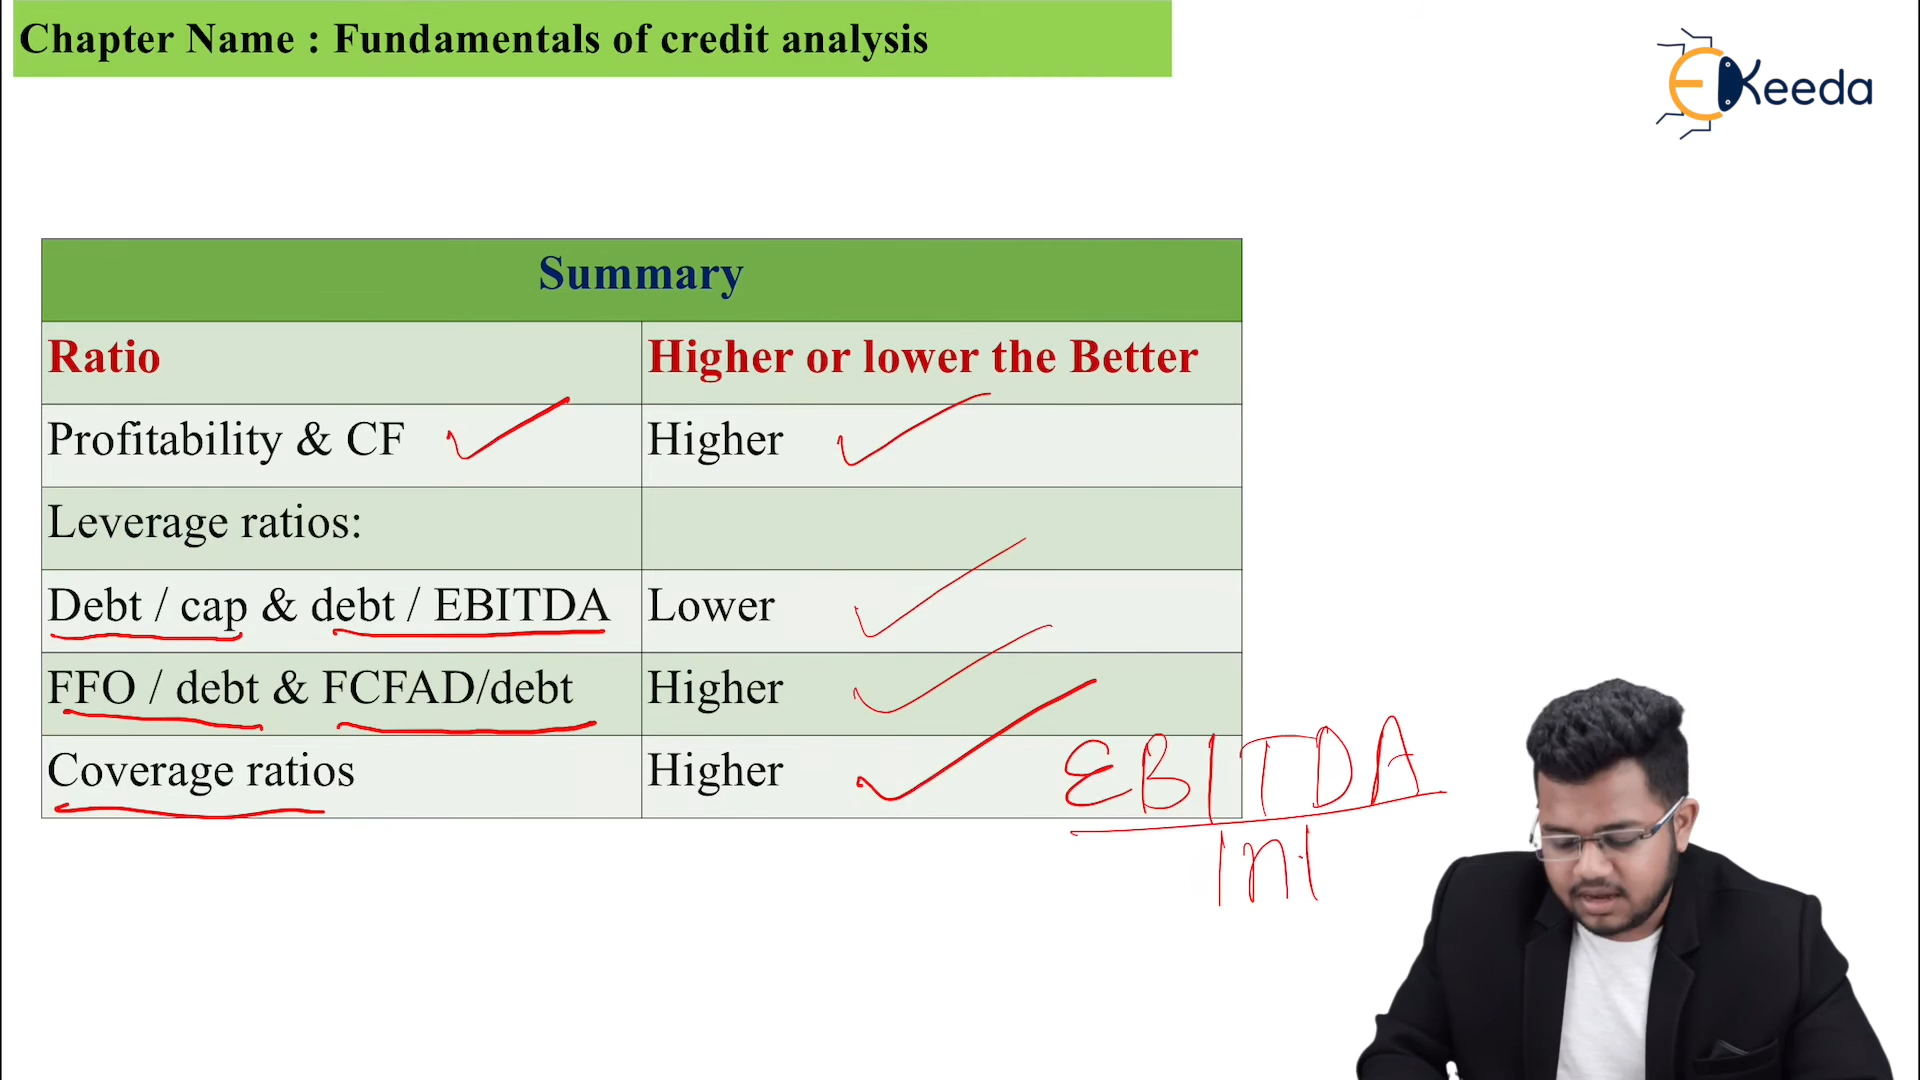 Chapter Name : Fundamentals of credit analysis
EKeeda
Summary
Ratio Higher or lower the Better
Profitability & CF Higher
Leverage ratios:
Debt / cap & debt / EBITDA Lower
FFO / debt & FCFAD/debt Higher
Coverage ratios Higher
EBITDA
Int